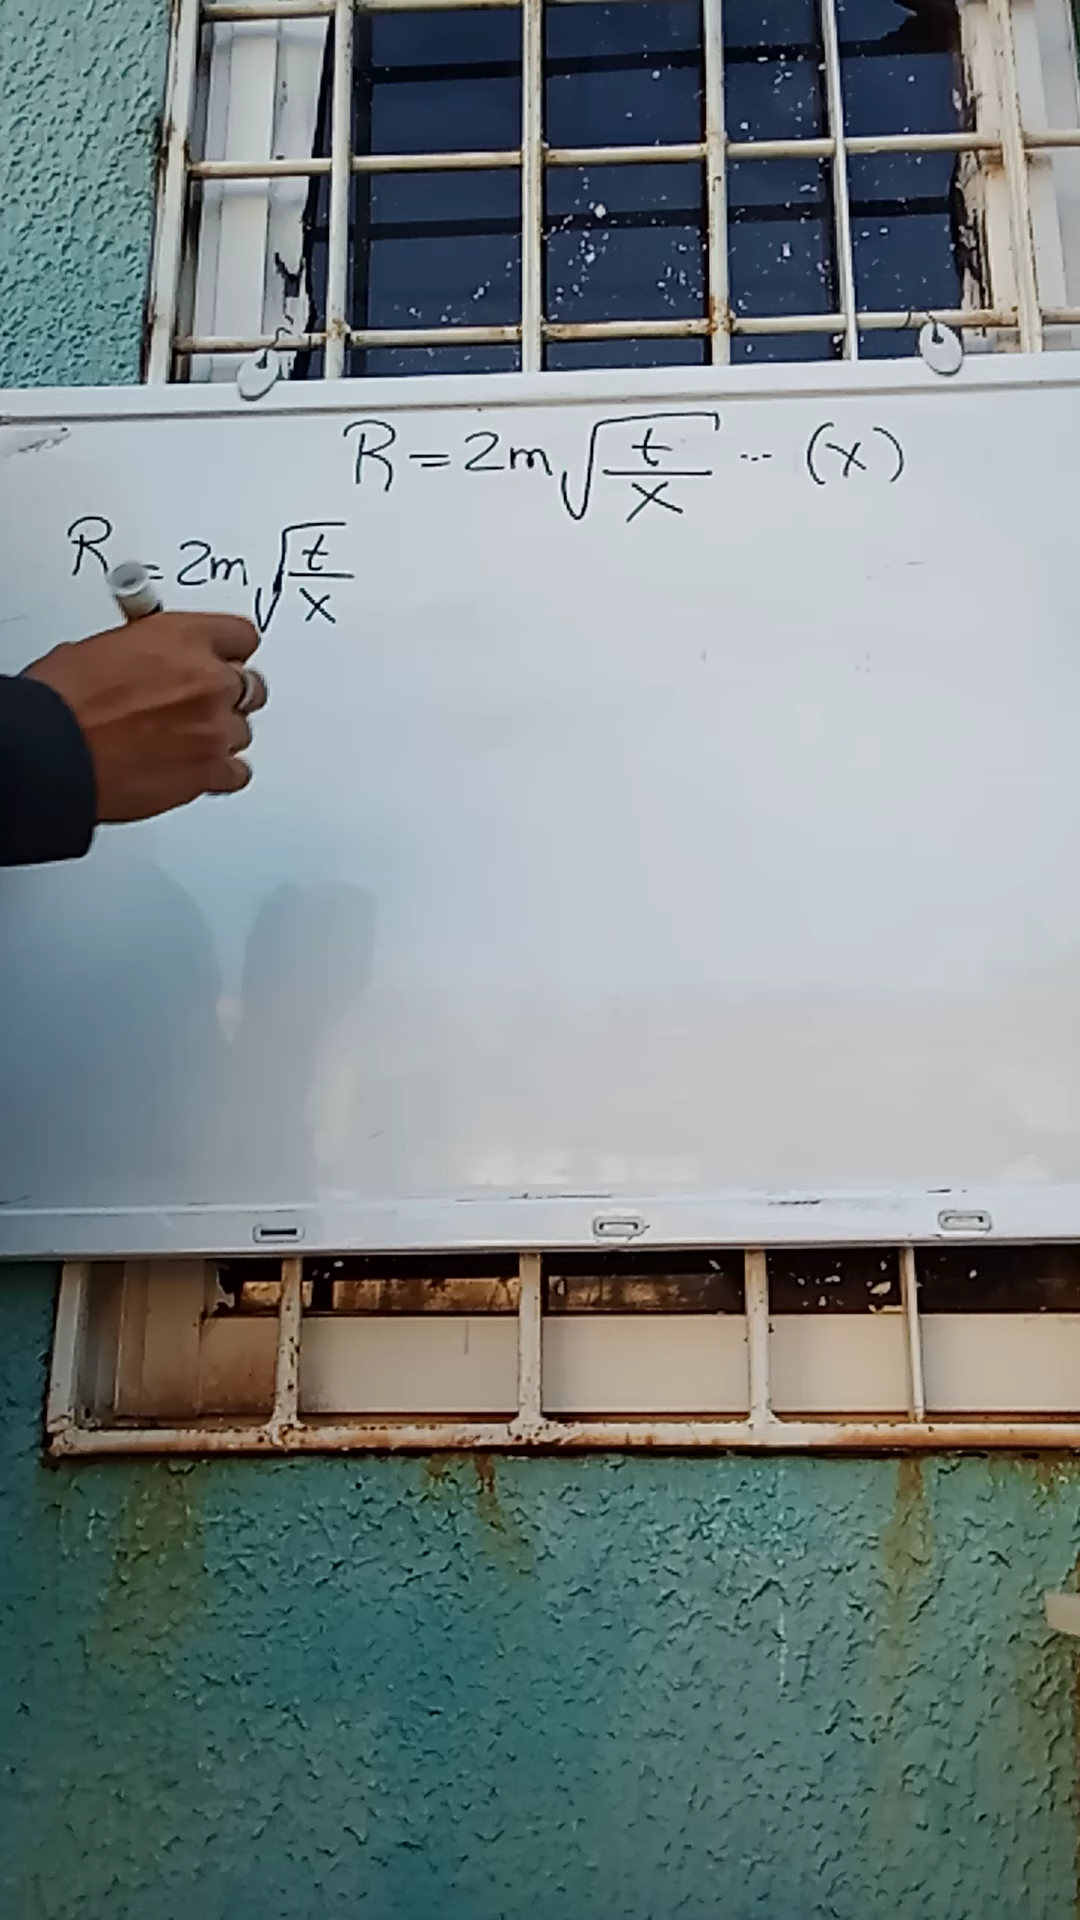 R = 2m√(t/x) ... (x)
R = 2m√(t/x)